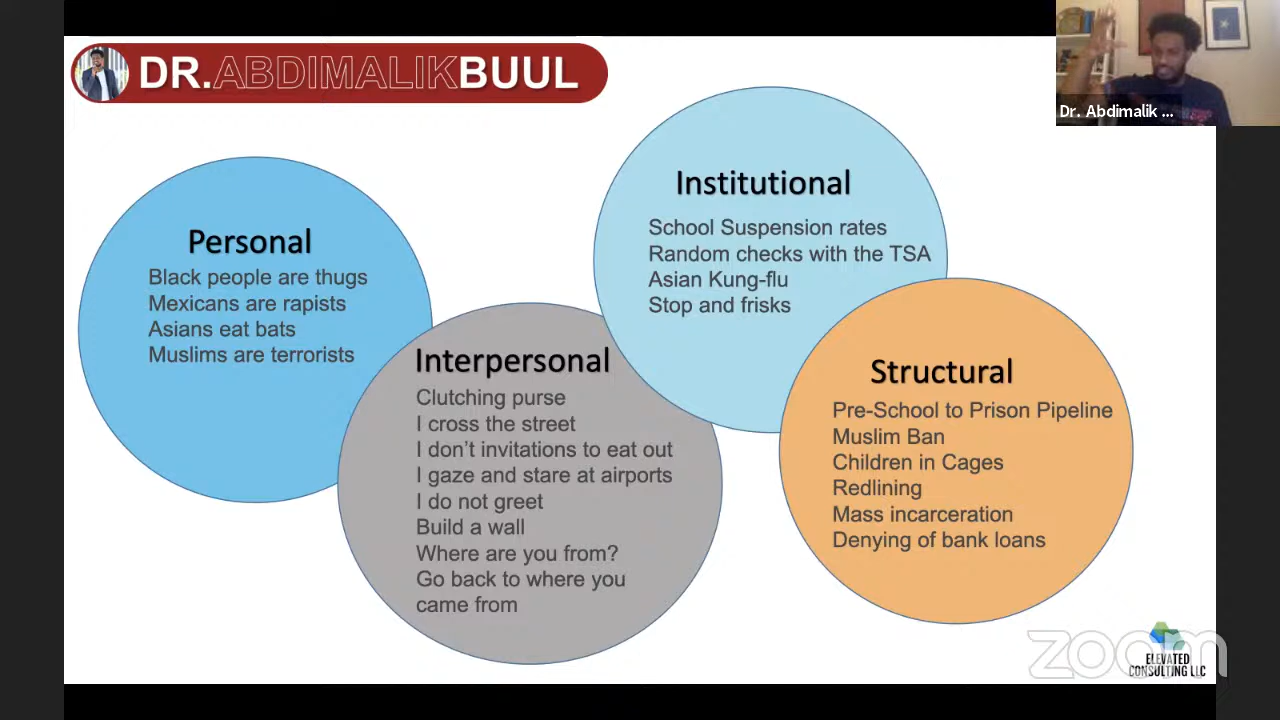 DR.ABDIMALIKBUUL
Dr. Abdimalik ...
Personal
Black people are thugs
Mexicans are rapists
Asians eat bats
Muslims are terrorists
Interpersonal
Clutching purse
I cross the street
I don't invitations to eat out
I gaze and stare at airports
I do not greet
Build a wall
Where are you from?
Go back to where you
came from
Institutional
School Suspension rates
Random checks with the TSA
Asian Kung-flu
Stop and frisks
Structural
Pre-School to Prison Pipeline
Muslim Ban
Children in Cages
Redlining
Mass incarceration
Denying of bank loans
zoom
ELEVATED
CONSULTING LLC